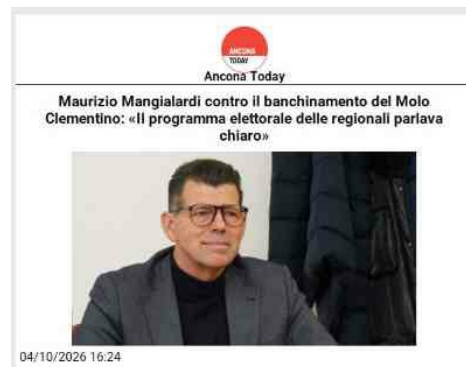 ANCONA
TODAY
Ancona Today
Maurizio Mangialardi contro il banchinamento del Molo
Clementino: «Il programma elettorale delle regionali parlava
chiaro»
04/10/2026 16:24